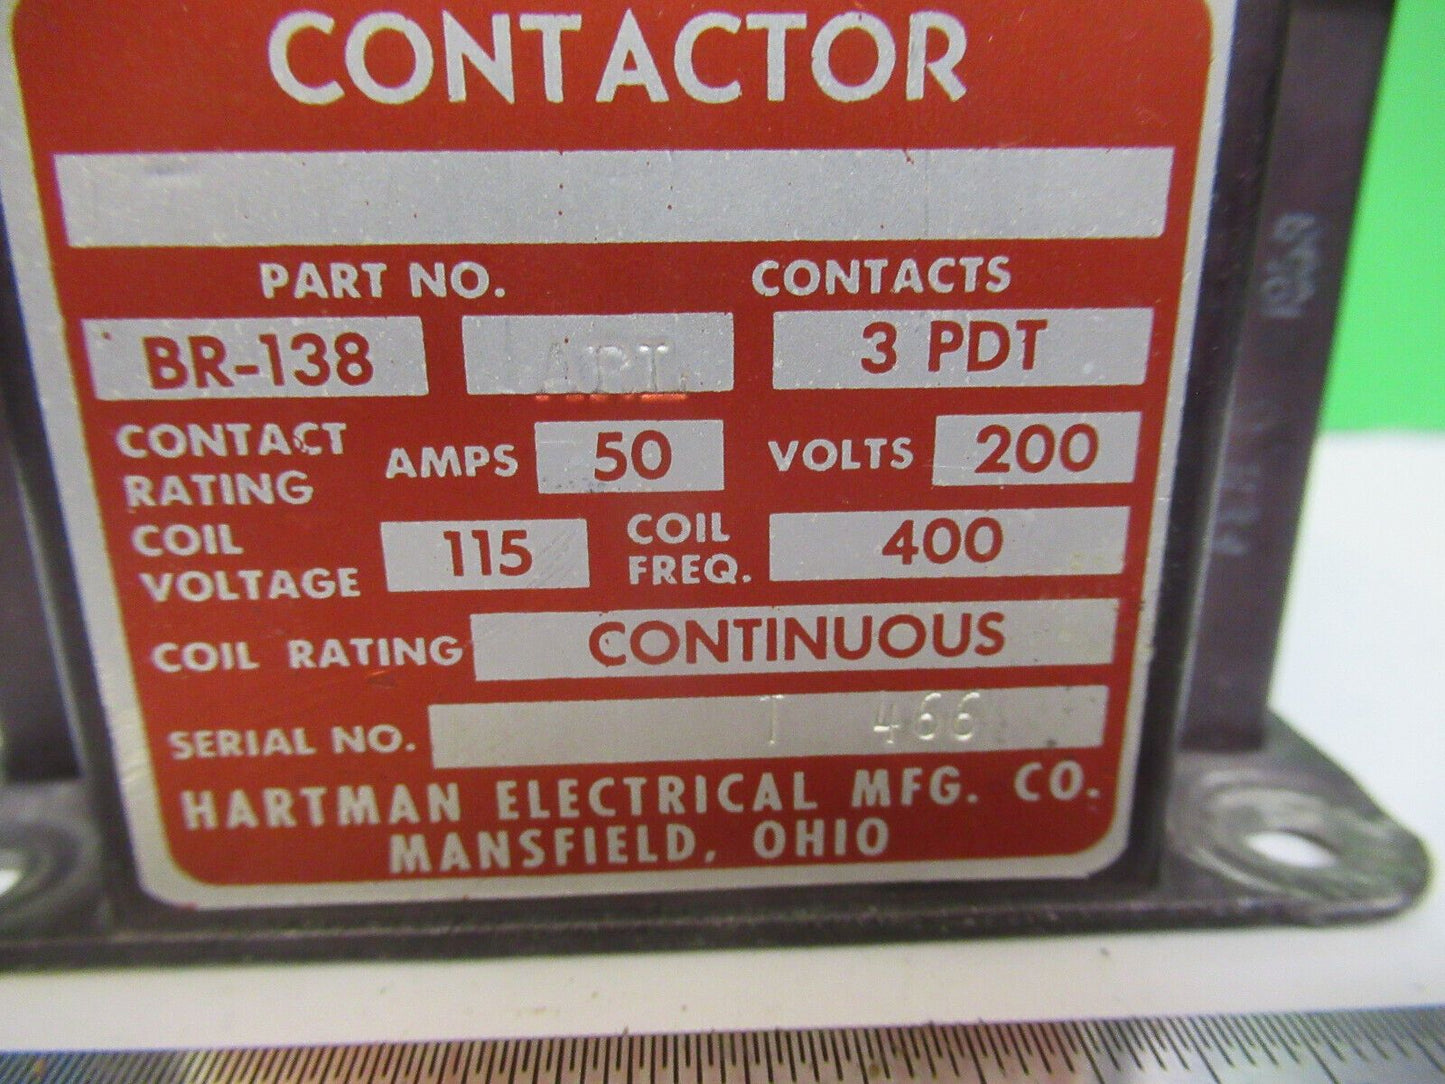 CONTACTOR
PART NO. CONTACTS
BR-138 3 PDT
CONTACT RATING AMPS 50 VOLTS 200
COIL VOLTAGE 115 COIL FREQ. 400
COIL RATING CONTINUOUS
SERIAL NO. T 466
HARTMAN ELECTRICAL MFG. CO.
MANSFIELD, OHIO